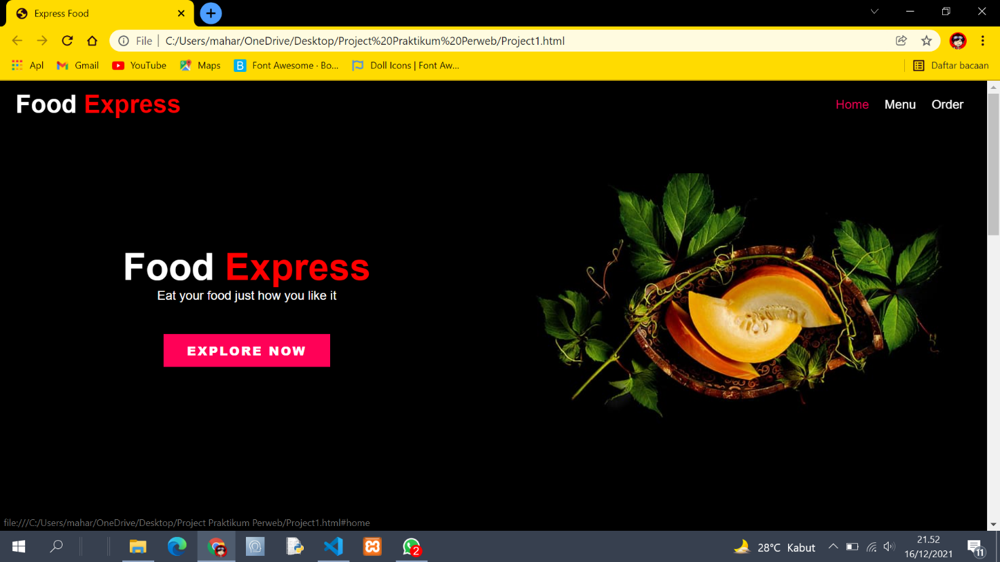 Express Food
File C:/Users/mahar/OneDrive/Desktop/Project%20Praktikum%20Perweb/Project1.html
Apl Gmail YouTube Maps Font Awesome · Bo... Doll Icons | Font Aw... Daftar bacaan
Food Express Home Menu Order
Food Express
Eat your food just how you like it
EXPLORE NOW
file:///C:/Users/mahar/OneDrive/Desktop/Project Praktikum Perweb/Project1.html#home
2 28°C Kabut 21.52
16/12/2021 11